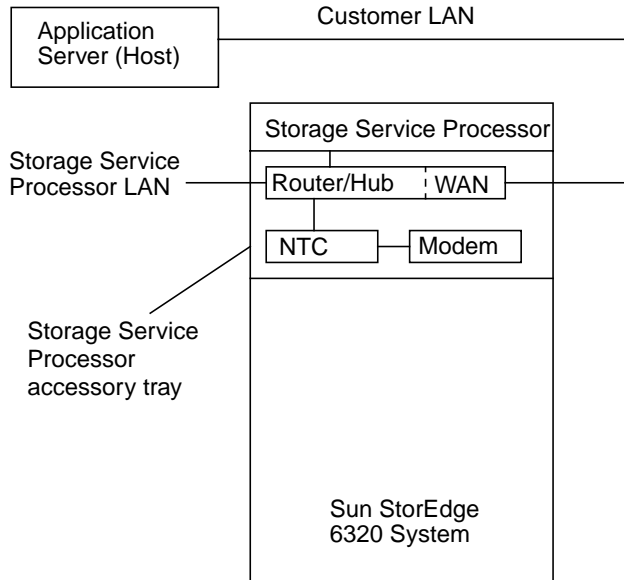 Customer LAN
Application
Server (Host)
Storage Service Processor
Storage Service
Processor LAN
Router/Hub
WAN
NTC
Modem
Storage Service
Processor
accessory tray
Sun StorEdge
6320 System